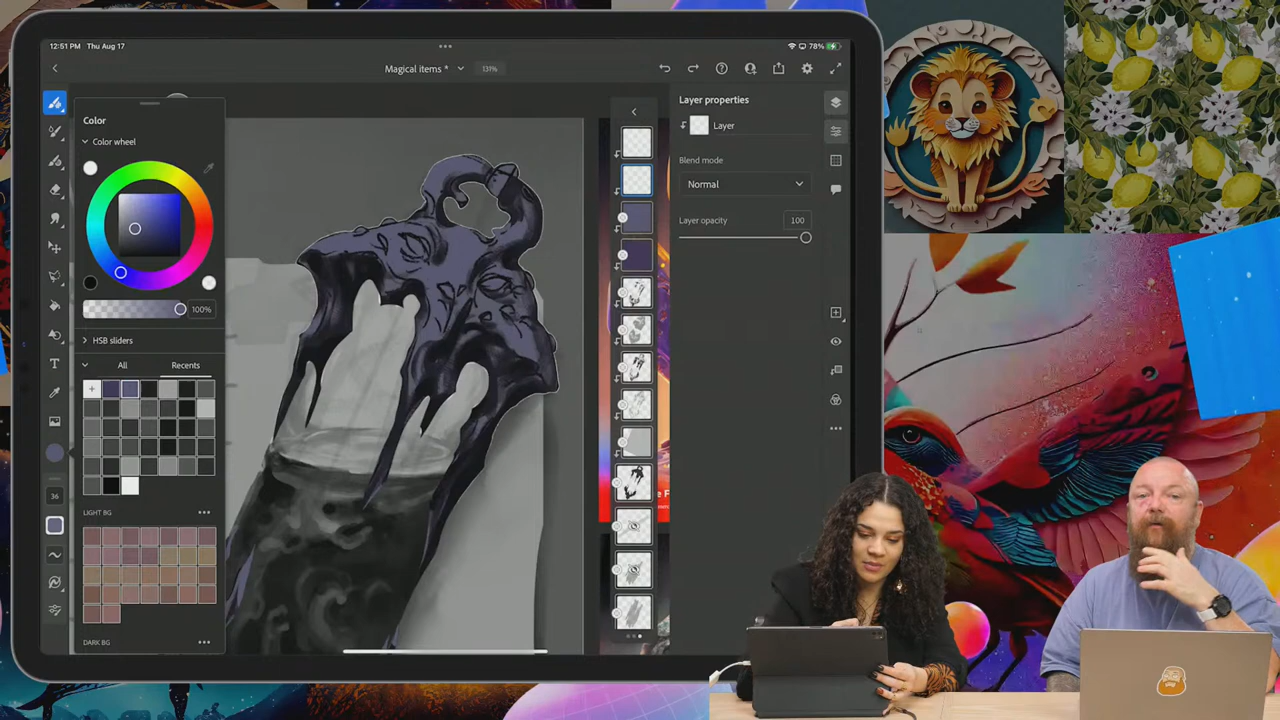 12:51 PM Thu Aug 17
78%
Magical items *
131%
Color
Color wheel
100%
HSB sliders
All
Recents
LIGHT BG
DARK BG
36
T
Layer properties
Layer
Blend mode
Normal
Layer opacity
100